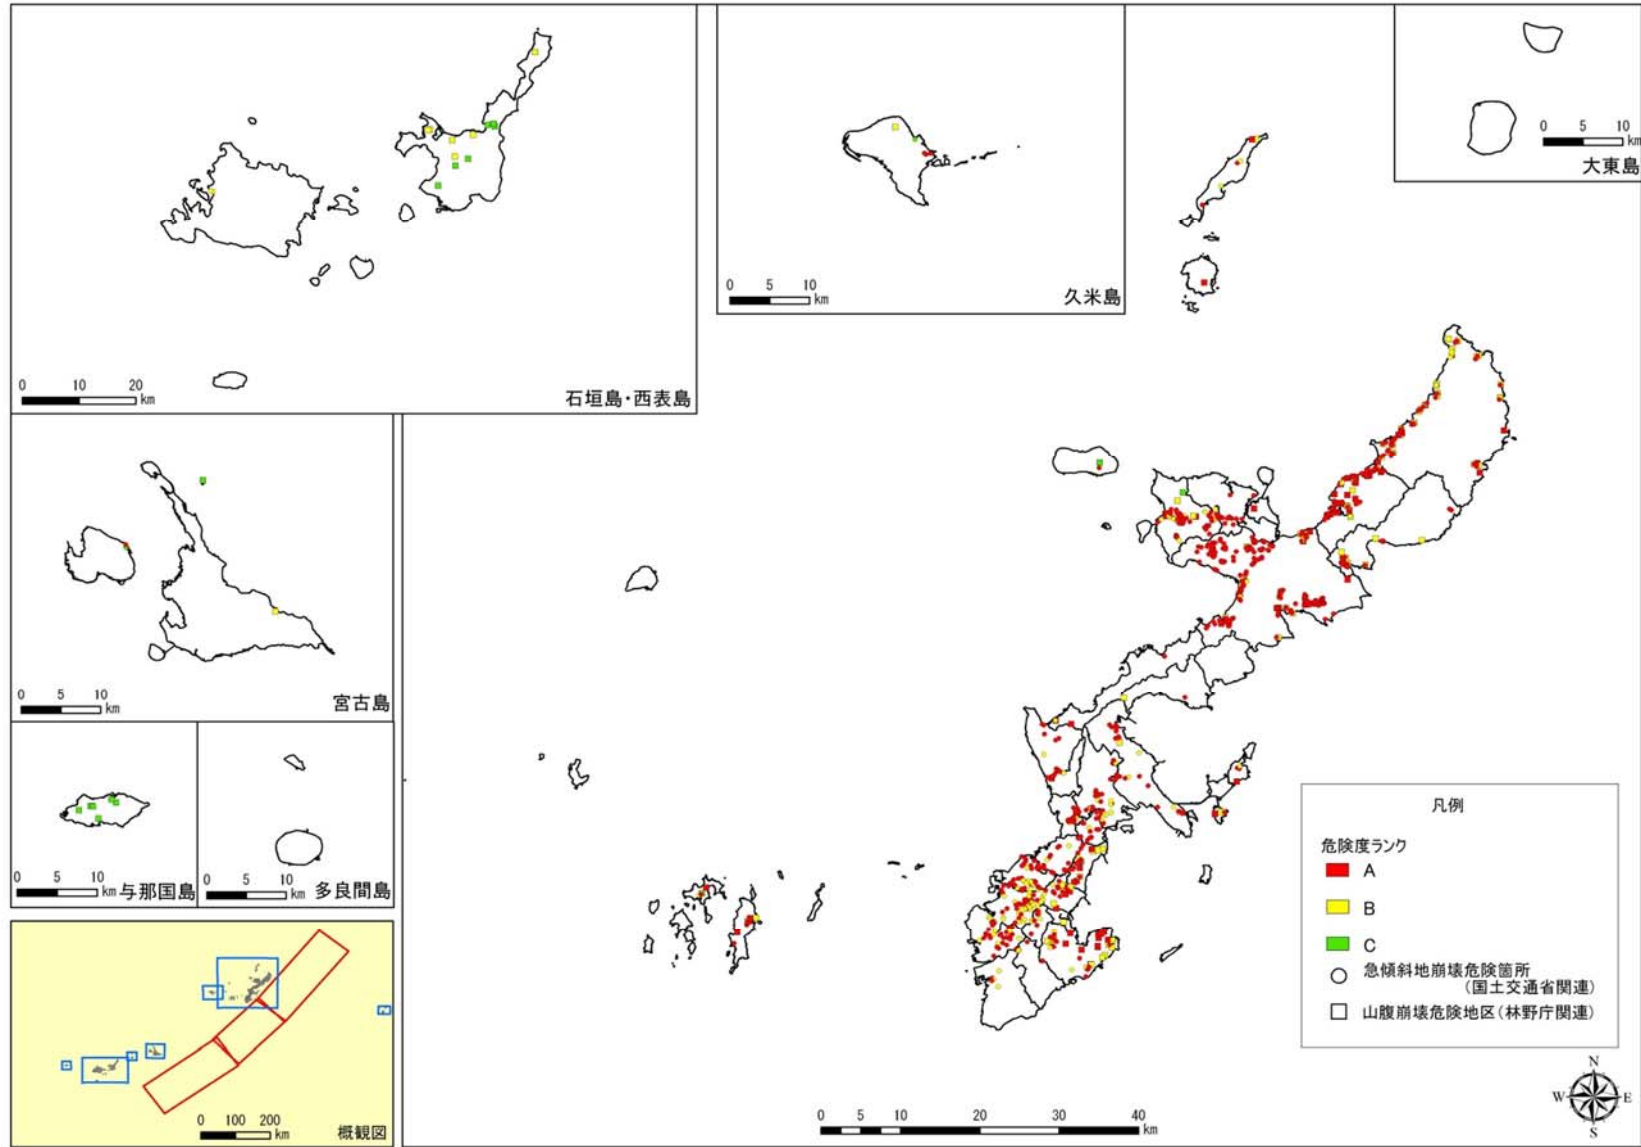 0 10 20
km
石垣島・西表島
0 5 10
km
久米島
0 5 10
km
大東島
0 5 10
km
宮古島
0 5 10
km
与那国島
0 5 10
km
多良間島
0 100 200
km
概観図
凡例
危険度ランク
A
B
C
急傾斜地崩壊危険箇所
(国土交通省関連)
山腹崩壊危険地区(林野庁関連)
N
W E
S
0 5 10 20 30 40
km